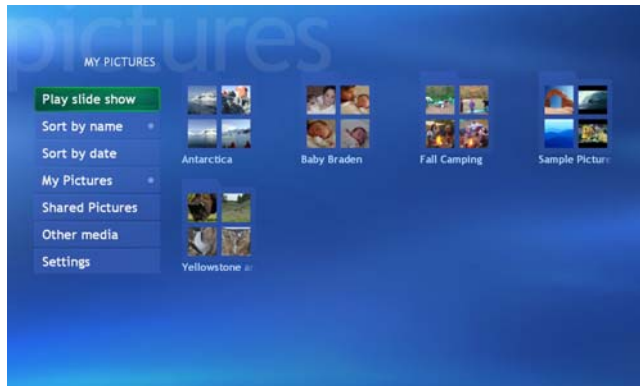 pictures
MY PICTURES
Play slide show
Sort by name
Sort by date
My Pictures
Shared Pictures
Other media
Settings
Antarctica
Baby Braden
Fall Camping
Sample Picture
Yellowstone